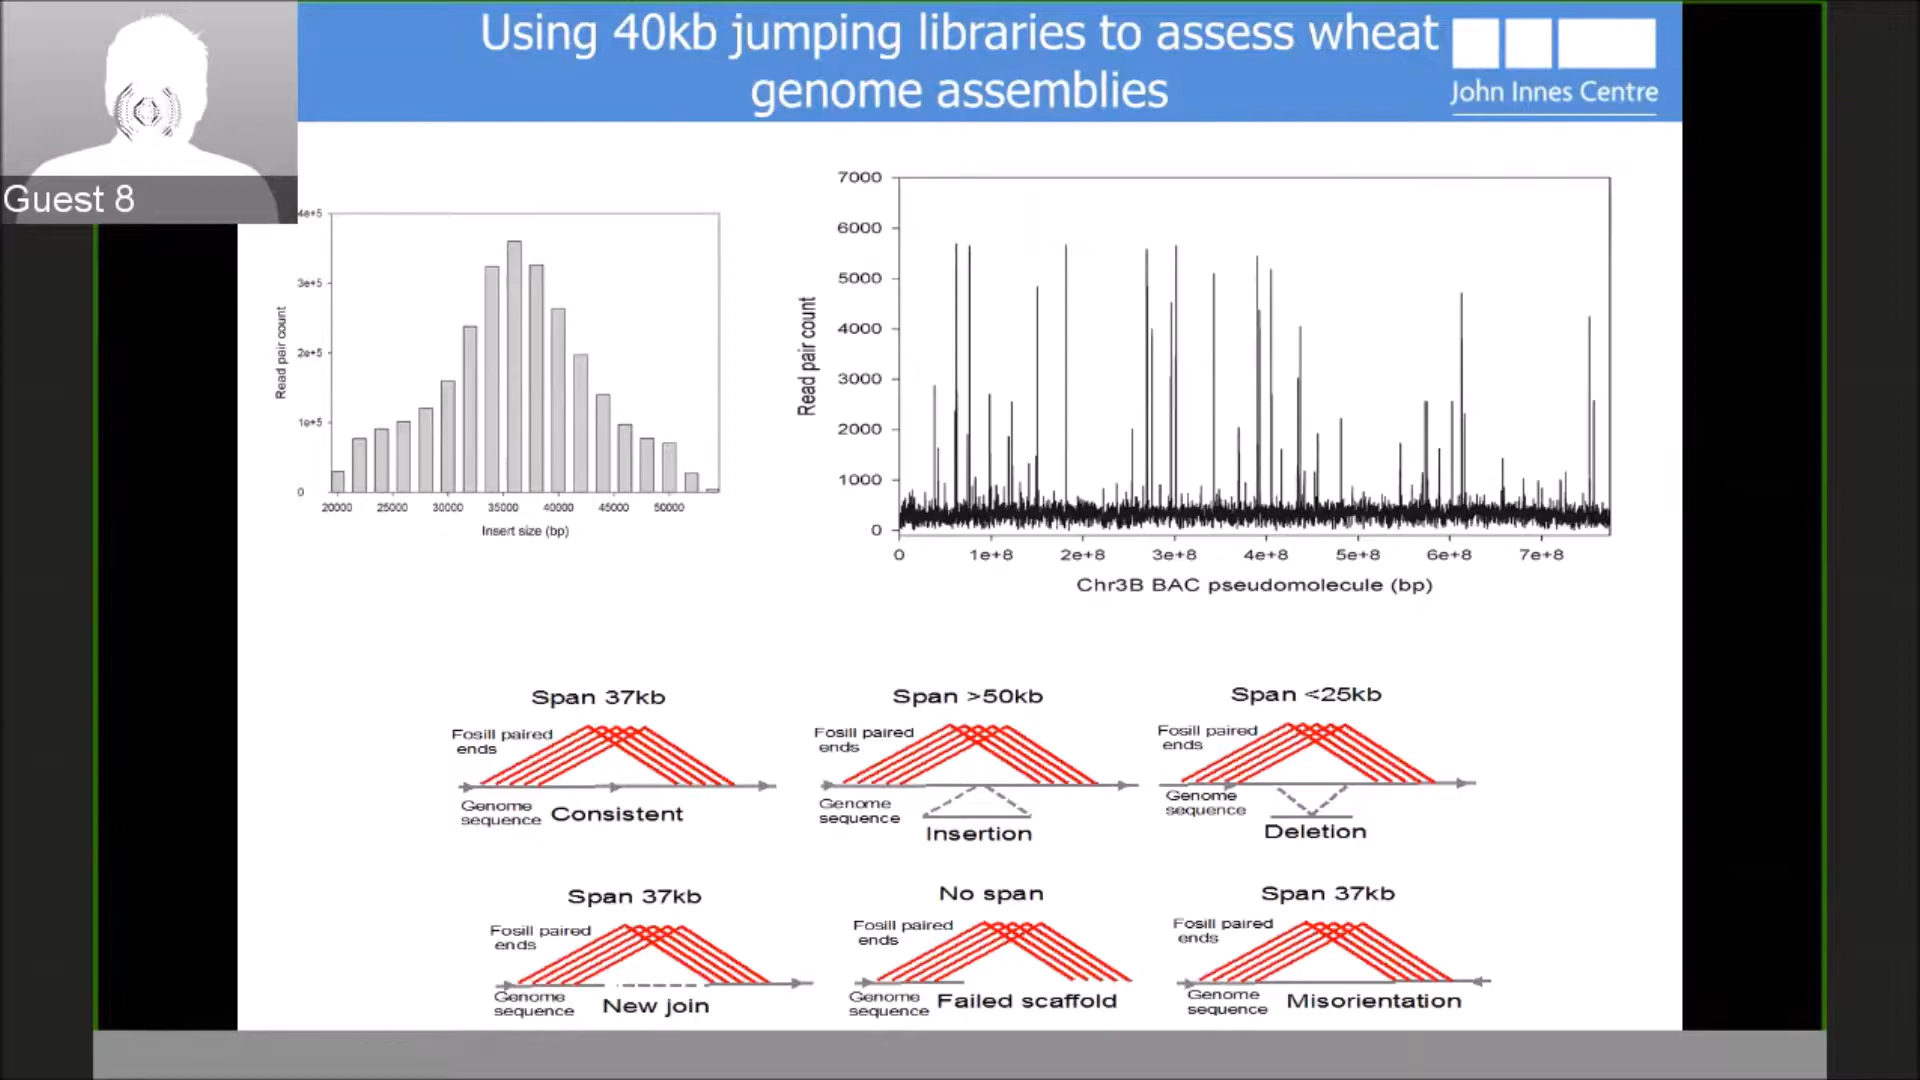 Using 40kb jumping libraries to assess wheat
genome assemblies
John Innes Centre
Guest 8
4e+5
3e+5
2e+5
1e+5
0
Read pair count
20000 25000 30000 35000 40000 45000 50000
Insert size (bp)
7000
6000
5000
4000
3000
2000
1000
0
Read pair count
0 1e+8 2e+8 3e+8 4e+8 5e+8 6e+8 7e+8
Chr3B BAC pseudomolecule (bp)
Span 37kb
Fosill paired
ends
Genome
sequence
Consistent
Span >50kb
Fosill paired
ends
Genome
sequence
Insertion
Span <25kb
Fosill paired
ends
Genome
sequence
Deletion
Span 37kb
Fosill paired
ends
Genome
sequence
New join
No span
Fosill paired
ends
Genome
sequence
Failed scaffold
Span 37kb
Fosill paired
ends
Genome
sequence
Misorientation